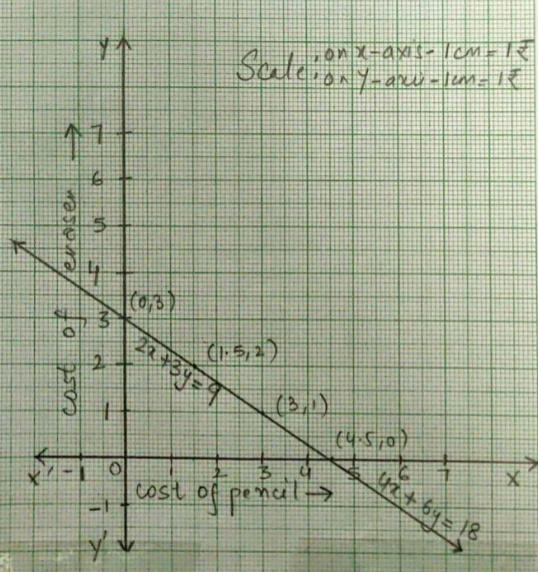 Y
Scale: on x-axis - 1cm = 1₹
on Y-axis - 1cm = 1₹
7
6
5
4
3
2
1
cost of eraser →
(0,3)
2x+3y=9
(1.5,2)
(3,1)
(4.5,0)
4x+6y=18
X' -1 0 1 2 3 4 5 6 7 X
cost of pencil →
-1
Y'